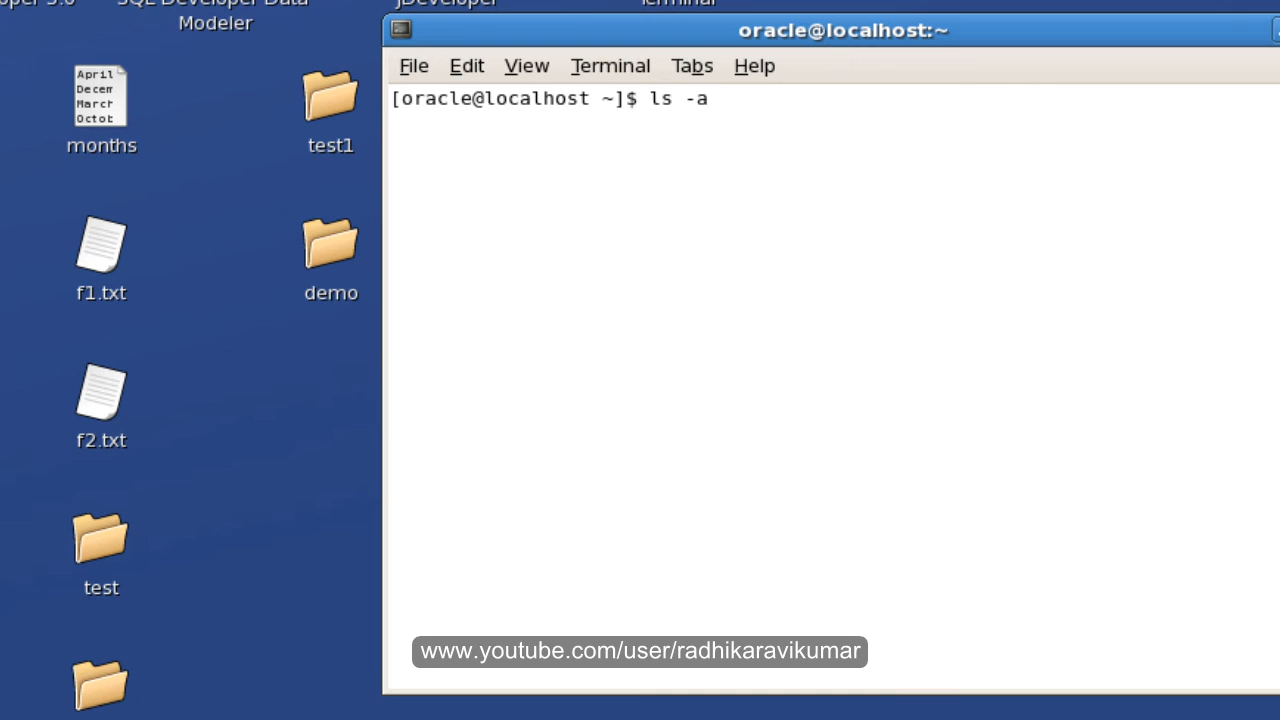 Modeler
oracle@localhost:~
File Edit View Terminal Tabs Help
[oracle@localhost ~]$ ls -a
April
Decem
March
Octob
months
test1
f1.txt
demo
f2.txt
test
www.youtube.com/user/radhikaravikumar